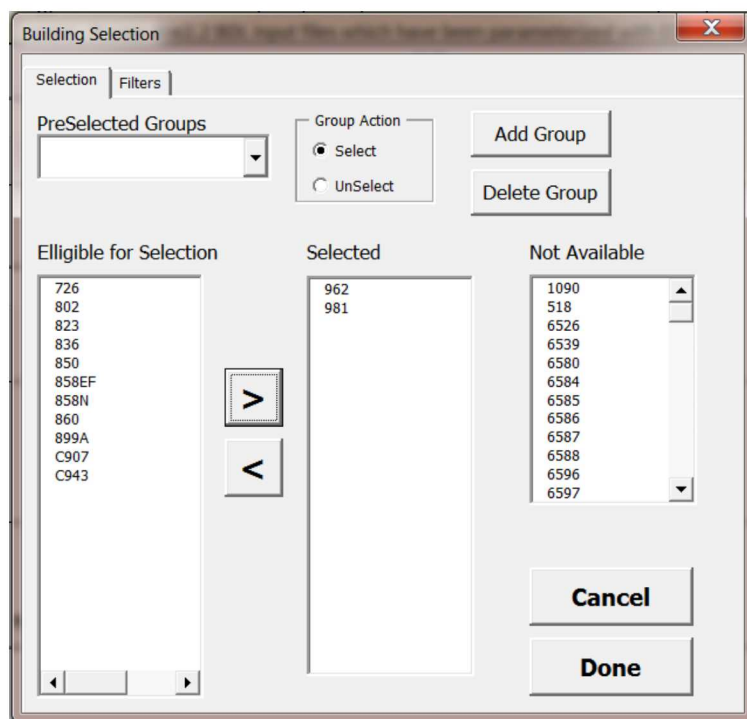 Building Selection
Selection
Filters
PreSelected Groups
Group Action
Select
UnSelect
Add Group
Delete Group
Elligible for Selection
726
802
823
836
850
858EF
858N
860
899A
C907
C943
>
<
Selected
962
981
Not Available
1090
518
6526
6539
6580
6584
6585
6586
6587
6588
6596
6597
Cancel
Done